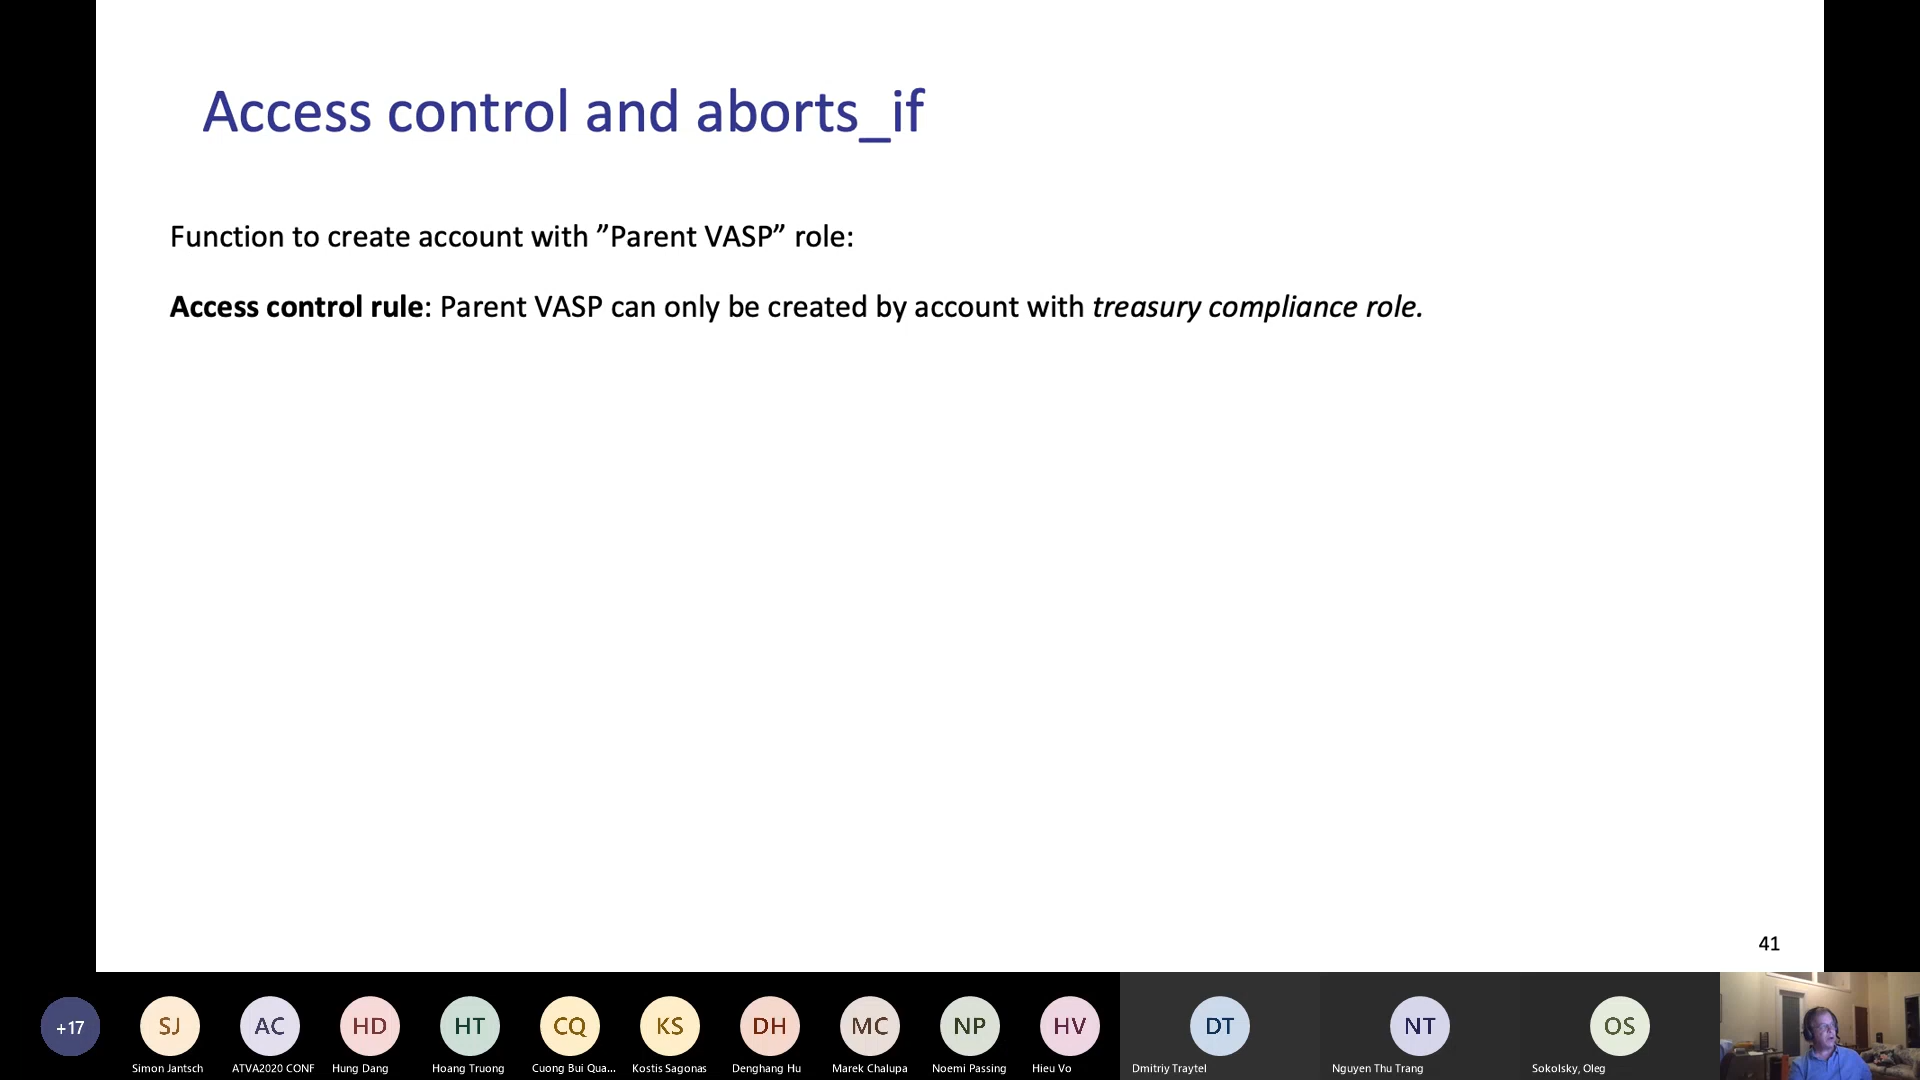 Access control and aborts_if
Function to create account with ”Parent VASP” role:
Access control rule: Parent VASP can only be created by account with treasury compliance role.
41
+17
SJ
AC
HD
HT
CQ
KS
DH
MC
NP
HV
DT
NT
OS
Simon Jantsch
ATVA2020 CONF
Hung Dang
Hoang Truong
Cuong Bui Qua...
Kostis Sagonas
Denghang Hu
Marek Chalupa
Noemi Passing
Hieu Vo
Dmitriy Traytel
Nguyen Thu Trang
Sokolsky, Oleg